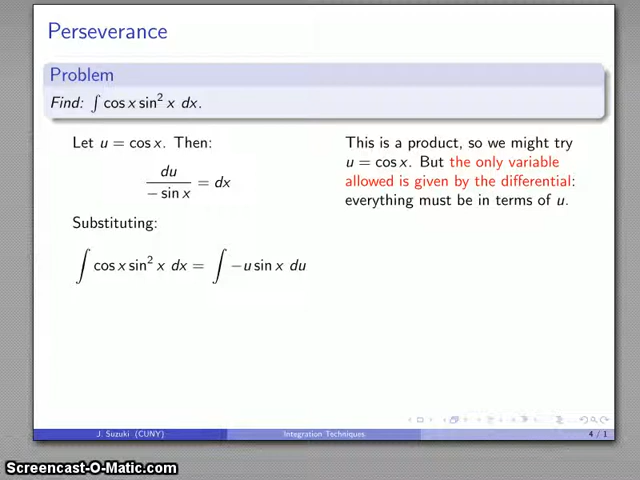 Perseverance
Problem
Find: ∫ cos x sin² x dx.
Let u = cos x. Then:
du / − sin x = dx
Substituting:
∫ cos x sin² x dx = ∫ −u sin x du
This is a product, so we might try
u = cos x. But the only variable
allowed is given by the differential:
everything must be in terms of u.
J. Suzuki (CUNY)
Integration Techniques
4 / 1
Screencast-O-Matic.com